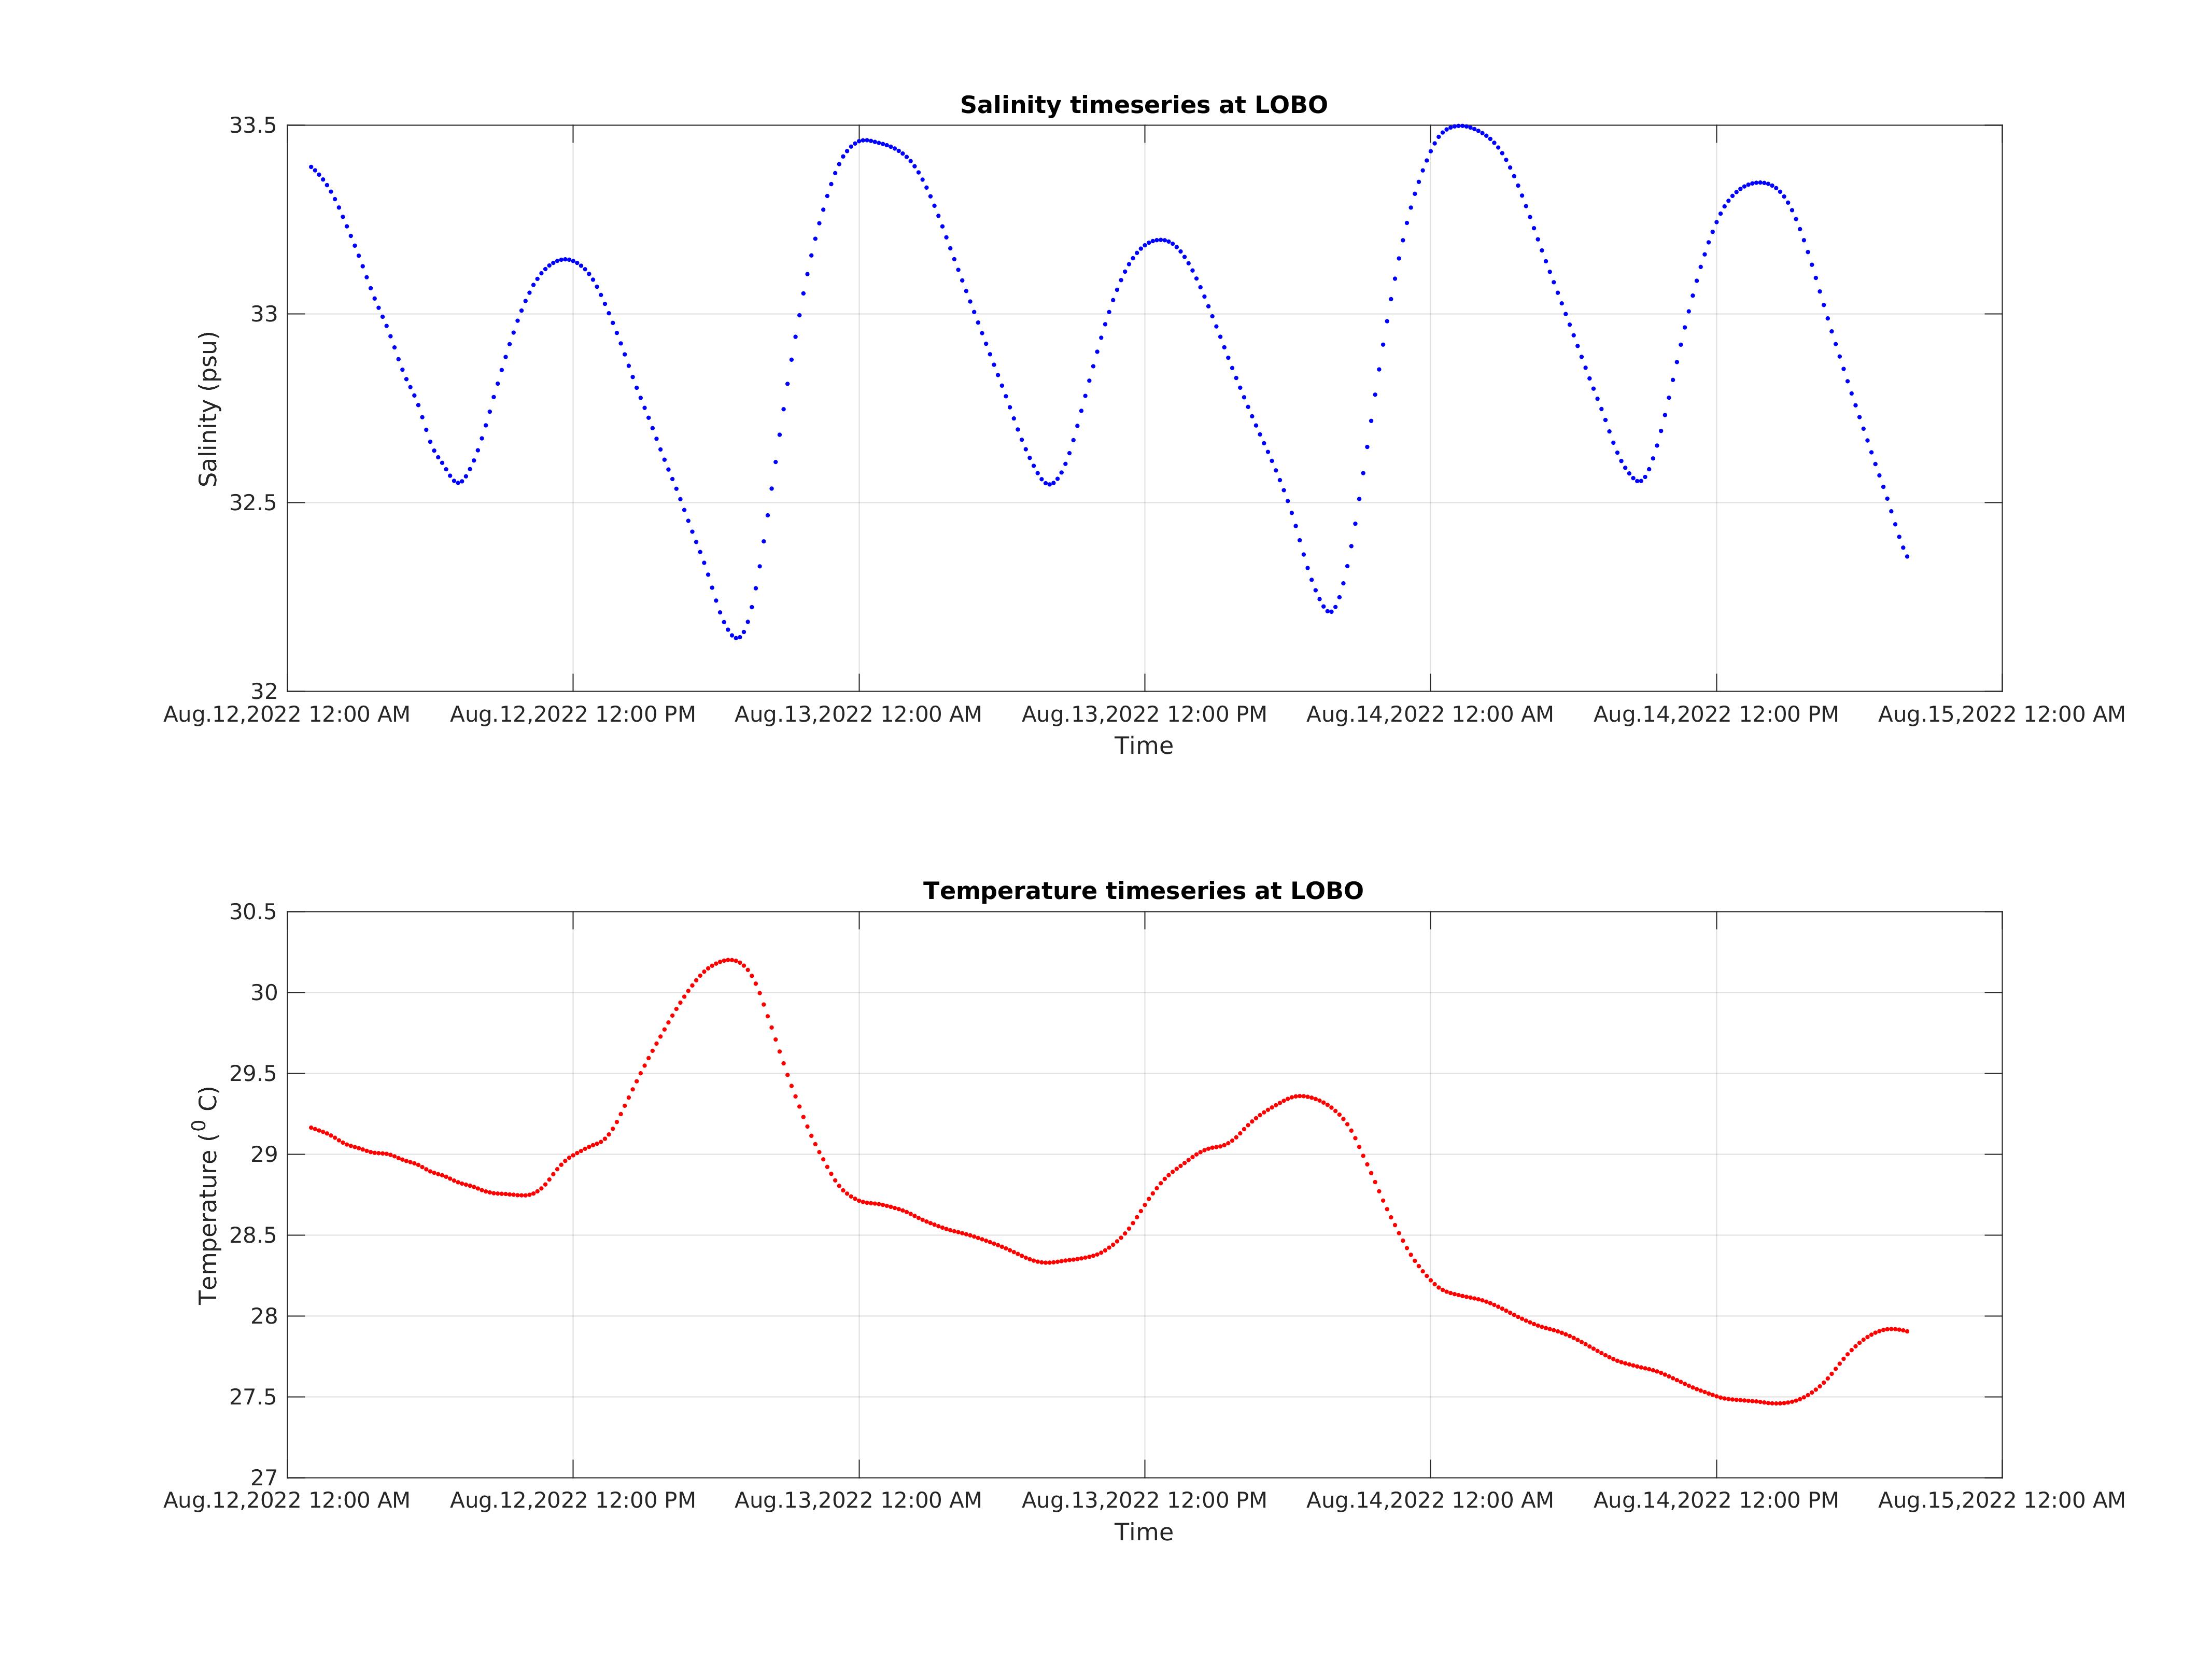 Salinity timeseries at LOBO
33.5
33
32.5
32
Salinity (psu)
Aug.12,2022 12:00 AM Aug.12,2022 12:00 PM Aug.13,2022 12:00 AM Aug.13,2022 12:00 PM Aug.14,2022 12:00 AM Aug.14,2022 12:00 PM Aug.15,2022 12:00 AM
Time
Temperature timeseries at LOBO
30.5
30
29.5
29
28.5
28
27.5
27
Temperature (⁰ C)
Aug.12,2022 12:00 AM Aug.12,2022 12:00 PM Aug.13,2022 12:00 AM Aug.13,2022 12:00 PM Aug.14,2022 12:00 AM Aug.14,2022 12:00 PM Aug.15,2022 12:00 AM
Time